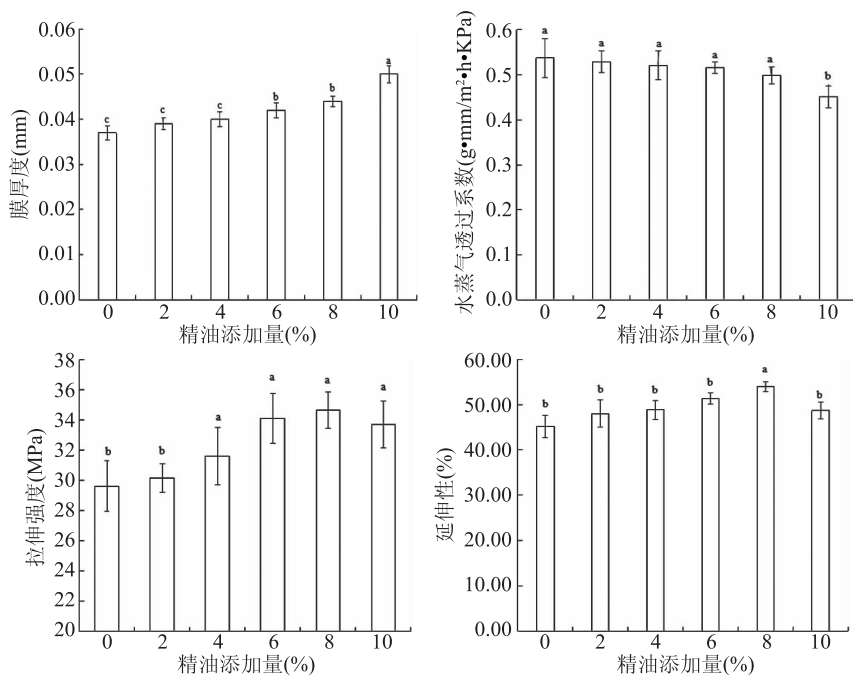 膜厚度(mm)
0.06
0.05
0.04
0.03
0.02
0.01
0.00
c c c b b a
0 2 4 6 8 10
精油添加量(%)
水蒸气透过系数(g•mm/m²•h•KPa)
0.6
0.5
0.4
0.3
0.2
0.1
0.0
a a a a a b
0 2 4 6 8 10
精油添加量(%)
拉伸强度(MPa)
38
36
34
32
30
28
26
24
22
20
b b a a a a
0 2 4 6 8 10
精油添加量(%)
延伸性(%)
60.00
50.00
40.00
30.00
20.00
10.00
0.00
b b b b a b
0 2 4 6 8 10
精油添加量(%)